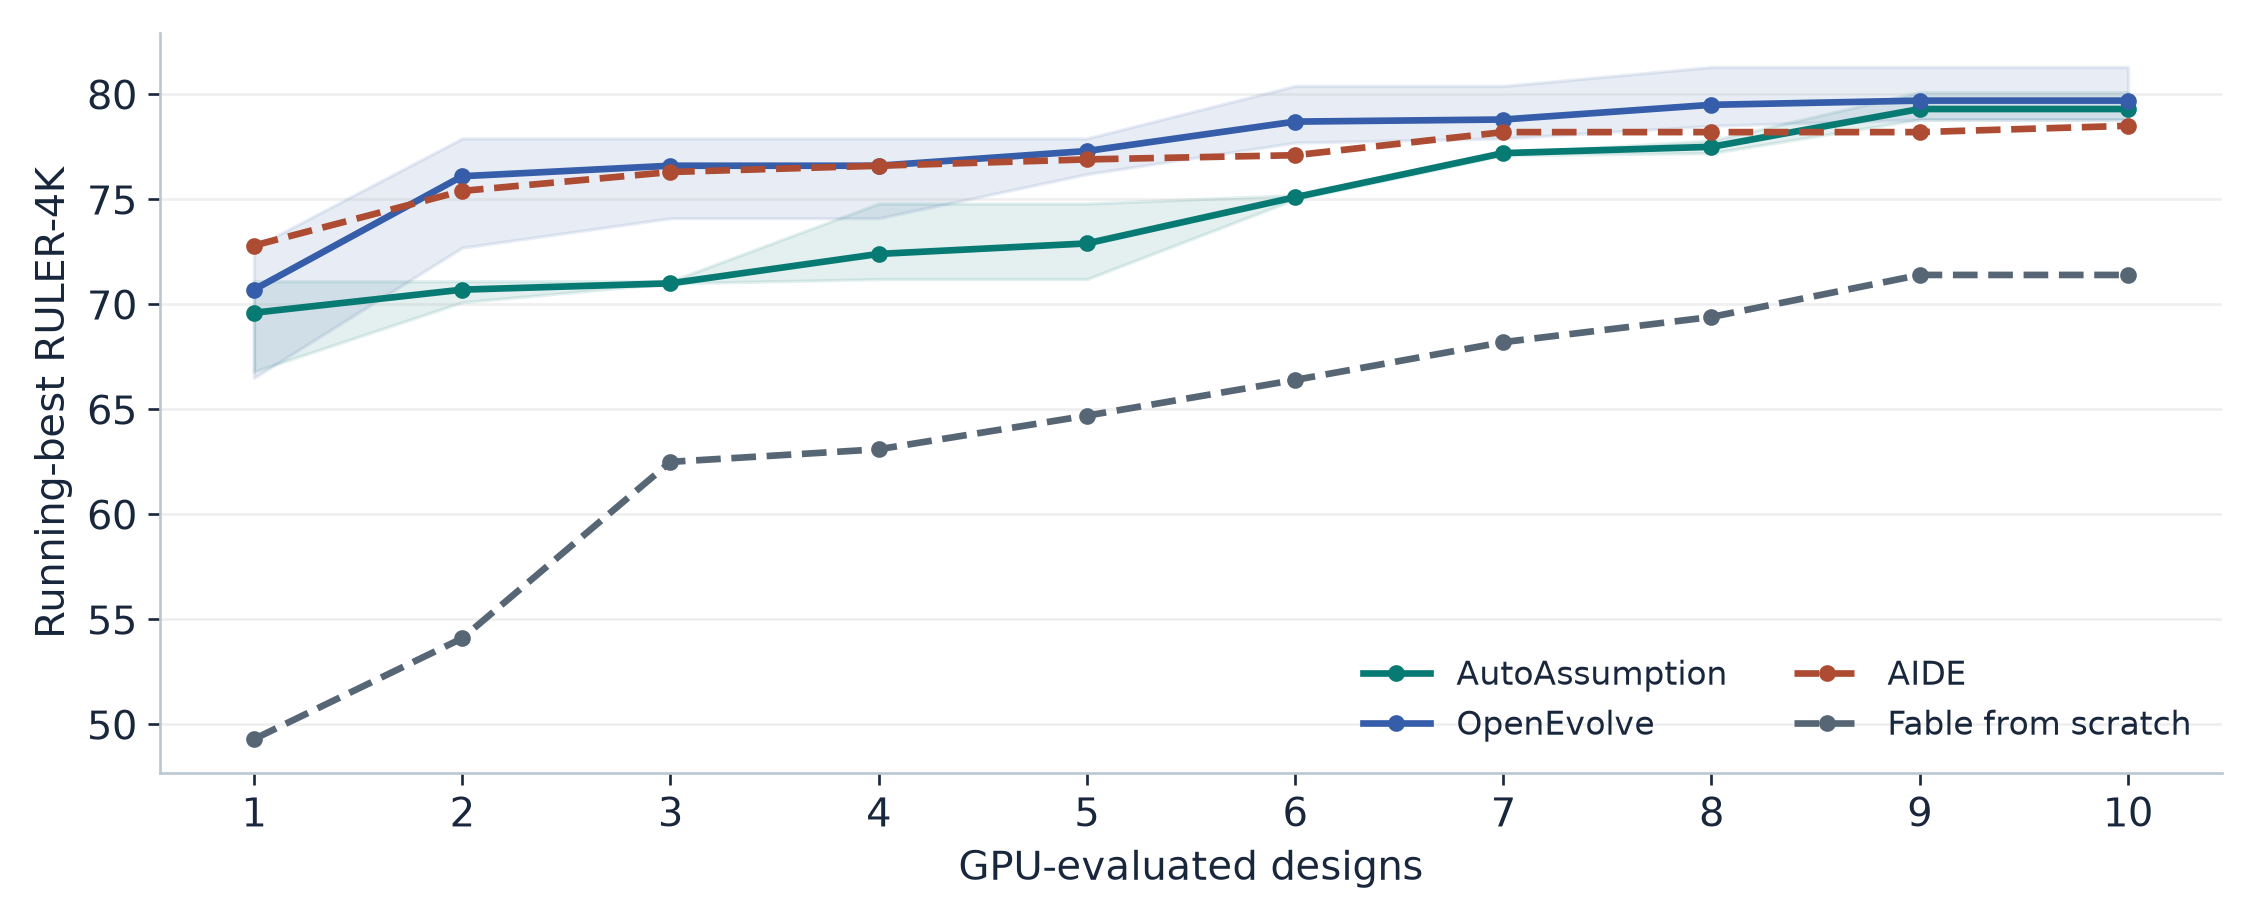 80
75
70
65
60
55
50
Running-best RULER-4K
AutoAssumption
OpenEvolve
AIDE
Fable from scratch
1 2 3 4 5 6 7 8 9 10
GPU-evaluated designs